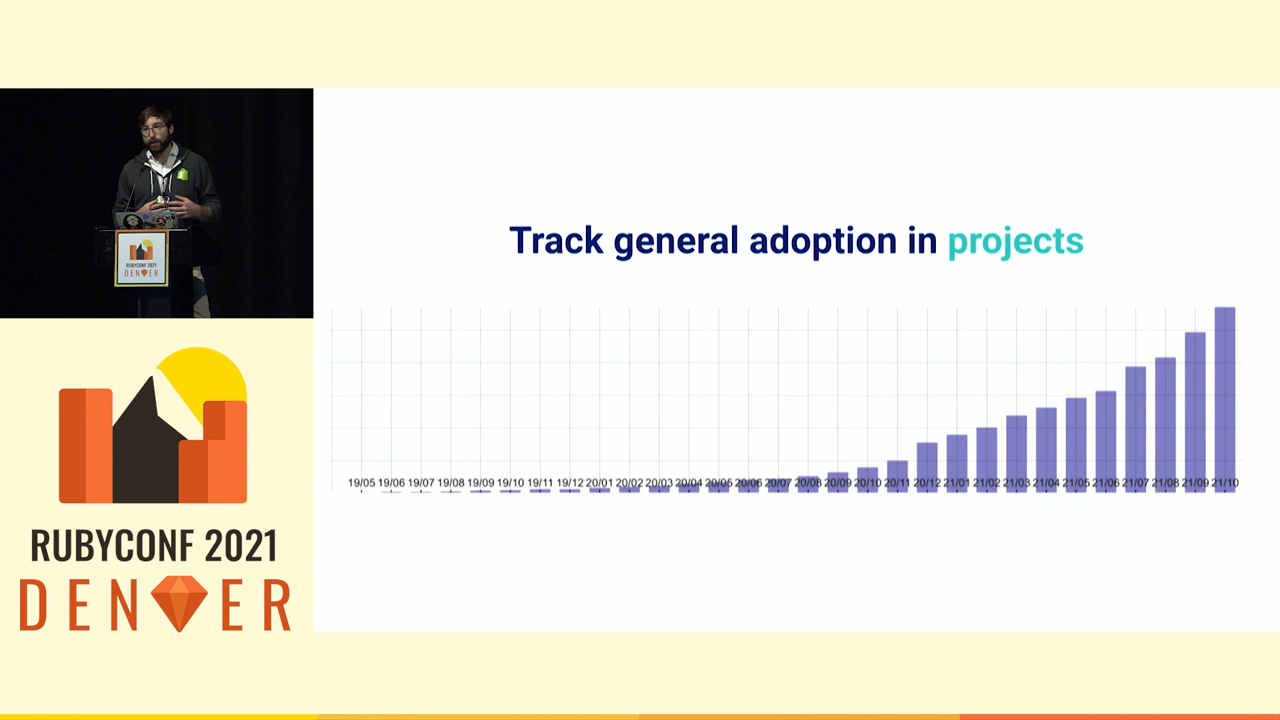 Track general adoption in projects
19/05 19/06 19/07 19/08 19/09 19/10 19/11 19/12 20/01 20/02 20/03 20/04 20/05 20/06 20/07 20/08 20/09 20/10 20/11 20/12 21/01 21/02 21/03 21/04 21/05 21/06 21/07 21/08 21/09 21/10
RUBYCONF 2021
DENVER
RUBYCONF 2021
DENVER